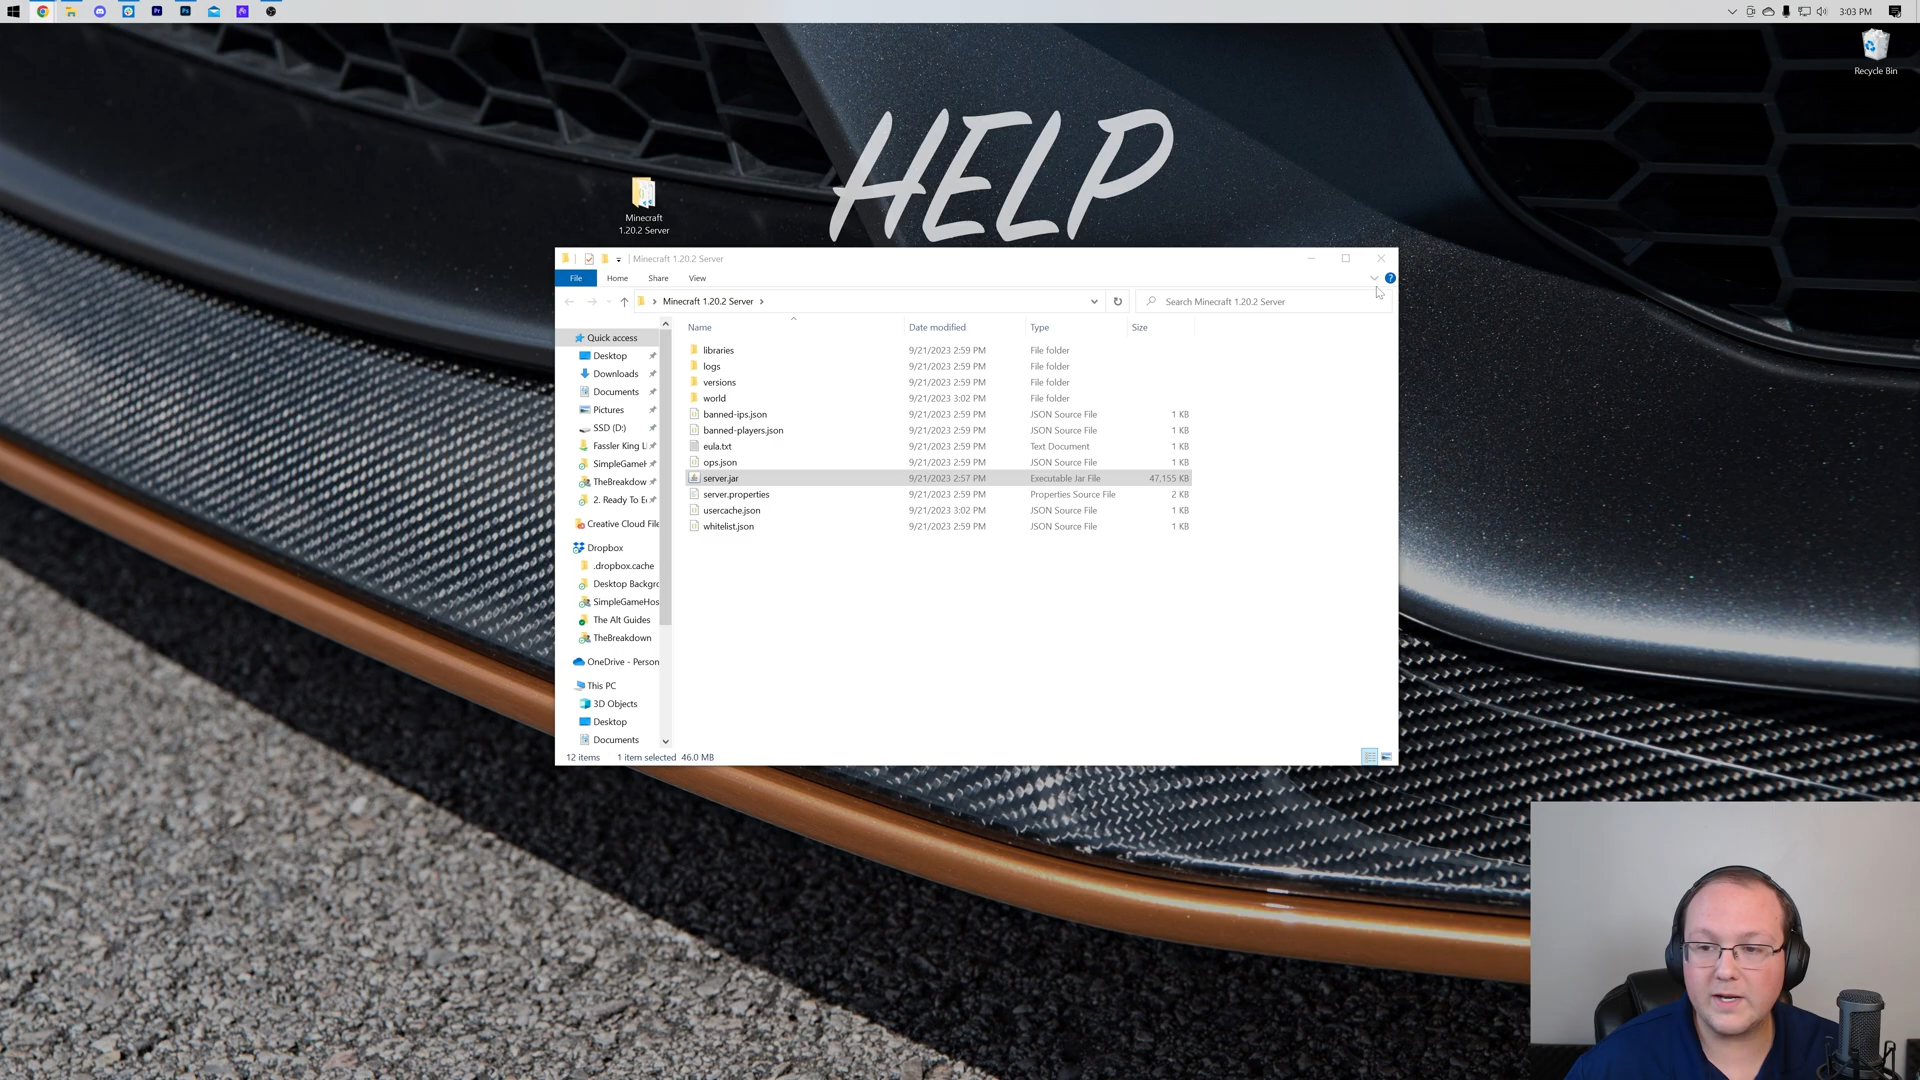 3:03 PM
Recycle Bin
HELP
Minecraft
1.20.2 Server
Minecraft 1.20.2 Server
File Home Share View
Minecraft 1.20.2 Server
Search Minecraft 1.20.2 Server
Name Date modified Type Size
Quick access
Desktop
Downloads
Documents
Pictures
SSD (D:)
Fassler King L
SimpleGameH
TheBreakdow
2. Ready To E
Creative Cloud File
Dropbox
.dropbox.cache
Desktop Backgro
SimpleGameHos
The Alt Guides
TheBreakdown
OneDrive - Person
This PC
3D Objects
Desktop
Documents
libraries 9/21/2023 2:59 PM File folder
logs 9/21/2023 2:59 PM File folder
versions 9/21/2023 2:59 PM File folder
world 9/21/2023 3:02 PM File folder
banned-ips.json 9/21/2023 2:59 PM JSON Source File 1 KB
banned-players.json 9/21/2023 2:59 PM JSON Source File 1 KB
eula.txt 9/21/2023 2:59 PM Text Document 1 KB
ops.json 9/21/2023 2:59 PM JSON Source File 1 KB
server.jar 9/21/2023 2:57 PM Executable Jar File 47,155 KB
server.properties 9/21/2023 2:59 PM Properties Source File 2 KB
usercache.json 9/21/2023 3:02 PM JSON Source File 1 KB
whitelist.json 9/21/2023 2:59 PM JSON Source File 1 KB
12 items 1 item selected 46.0 MB